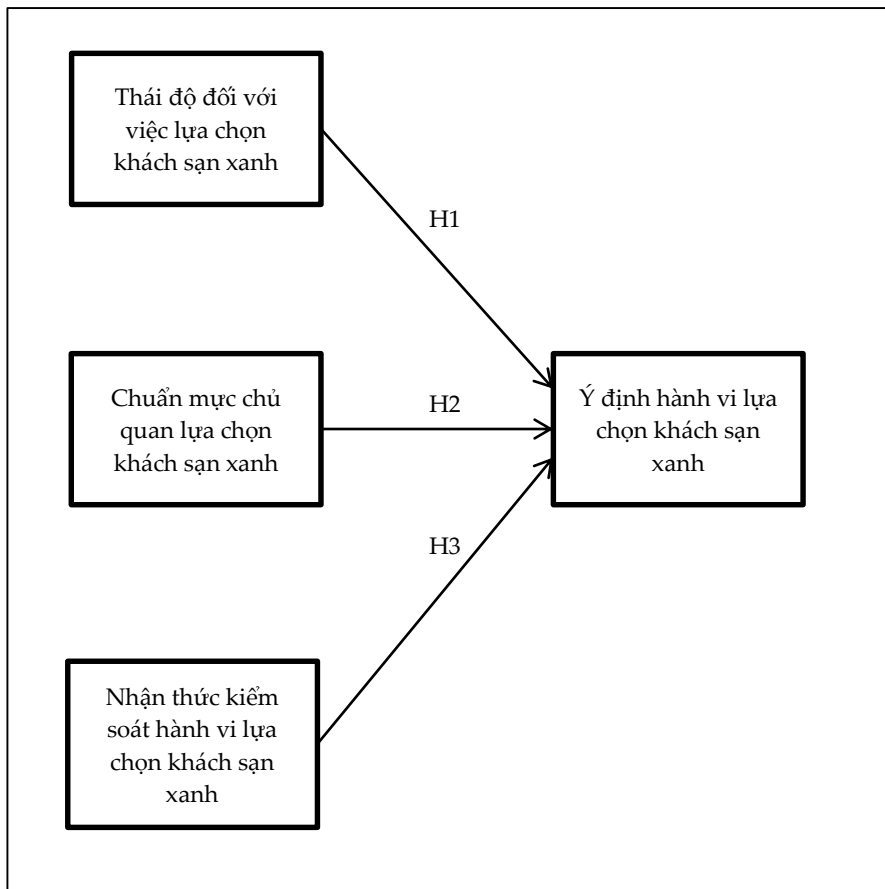 Thái độ đối với
việc lựa chọn
khách sạn xanh
H1
Chuẩn mực chủ
quan lựa chọn
khách sạn xanh
H2
Ý định hành vi lựa
chọn khách sạn
xanh
H3
Nhận thức kiểm
soát hành vi lựa
chọn khách sạn
xanh